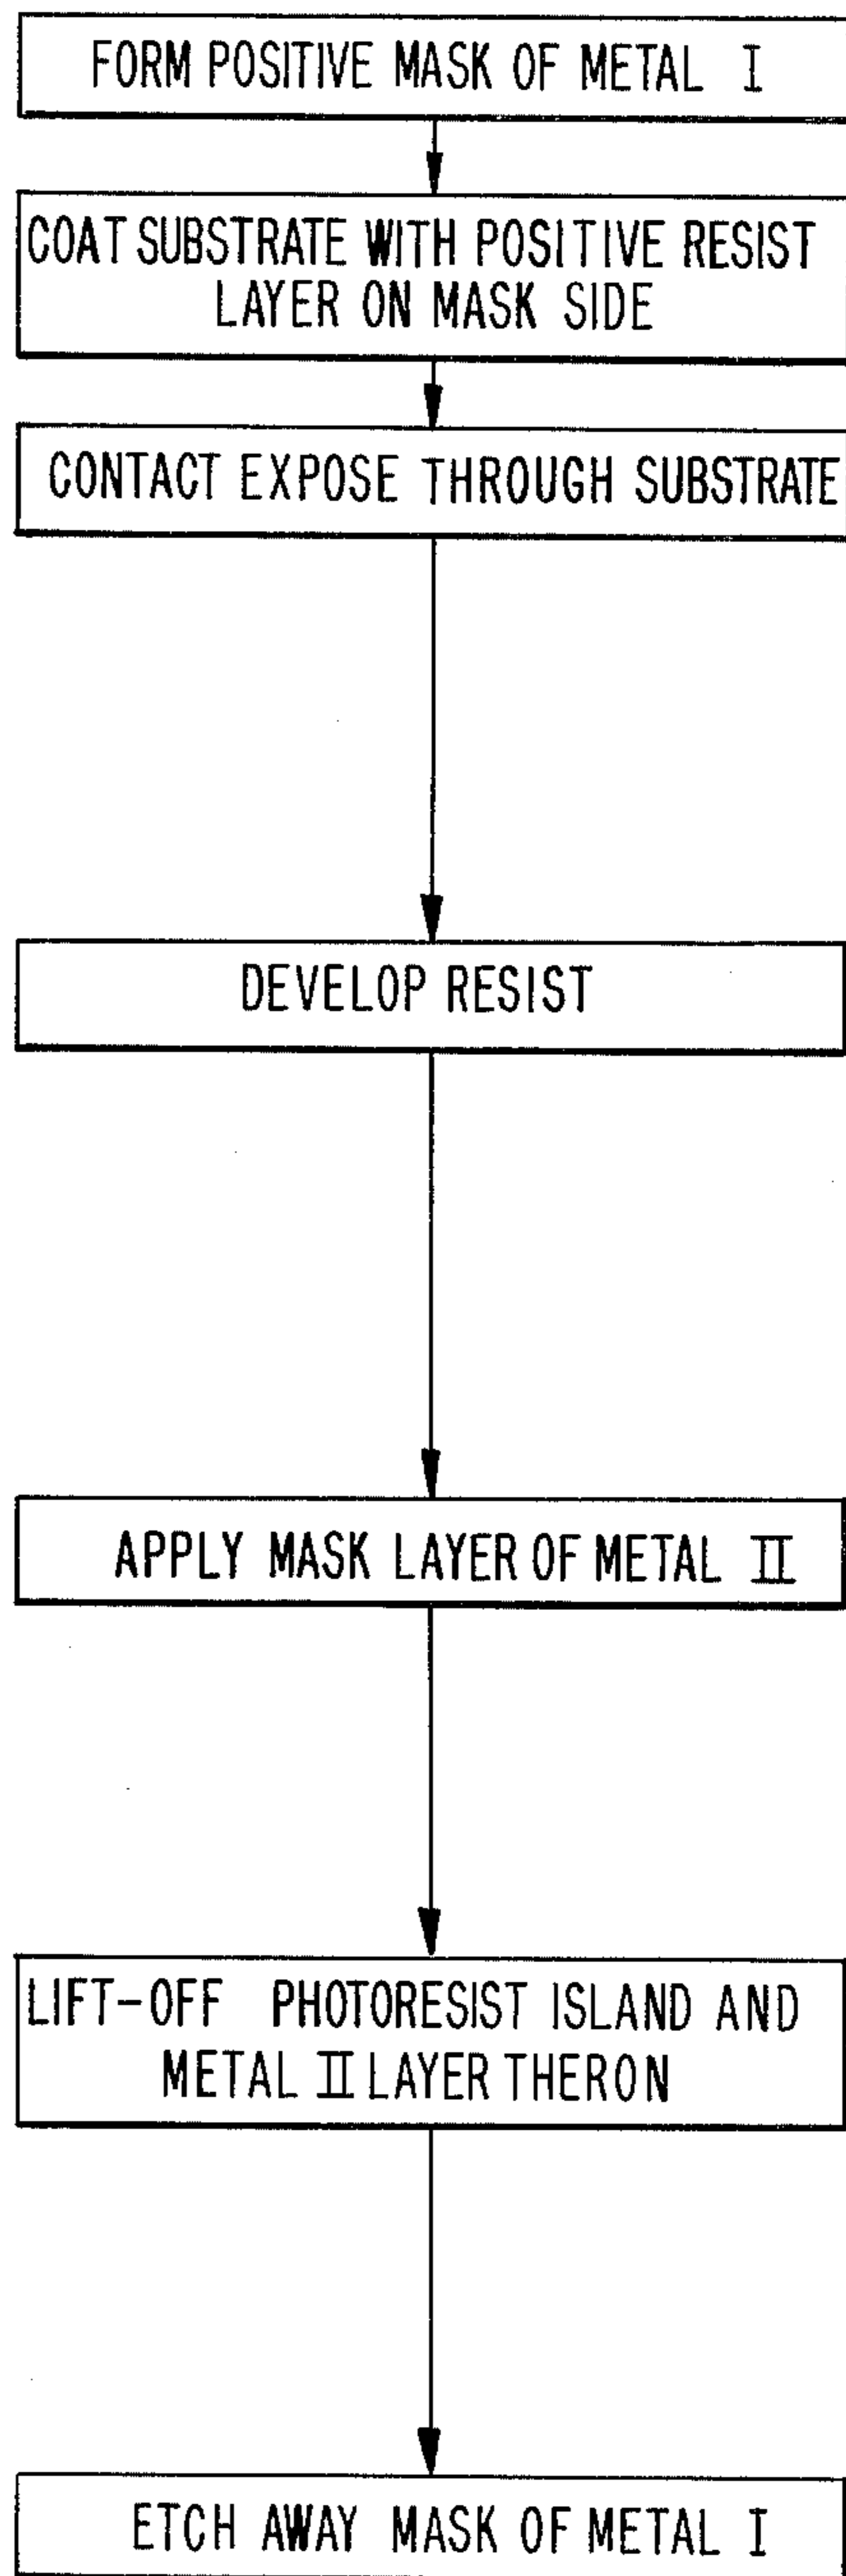 FORM POSITIVE MASK OF METAL I
COAT SUBSTRATE WITH POSITIVE RESIST
LAYER ON MASK SIDE
CONTACT EXPOSE THROUGH SUBSTRATE
DEVELOP RESIST
APPLY MASK LAYER OF METAL II
LIFT-OFF PHOTORESIST ISLAND AND
METAL II LAYER THERON
ETCH AWAY MASK OF METAL I